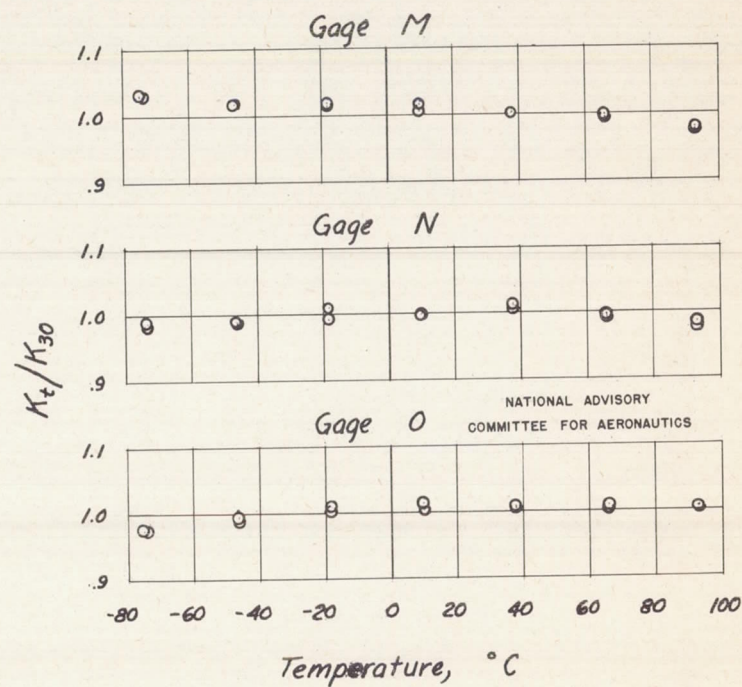 Gage M
1.1
1.0
.9
Gage N
1.1
1.0
.9
Kt/K30
NATIONAL ADVISORY
COMMITTEE FOR AERONAUTICS
Gage O
1.1
1.0
.9
-80 -60 -40 -20 0 20 40 60 80 100
Temperature, °C